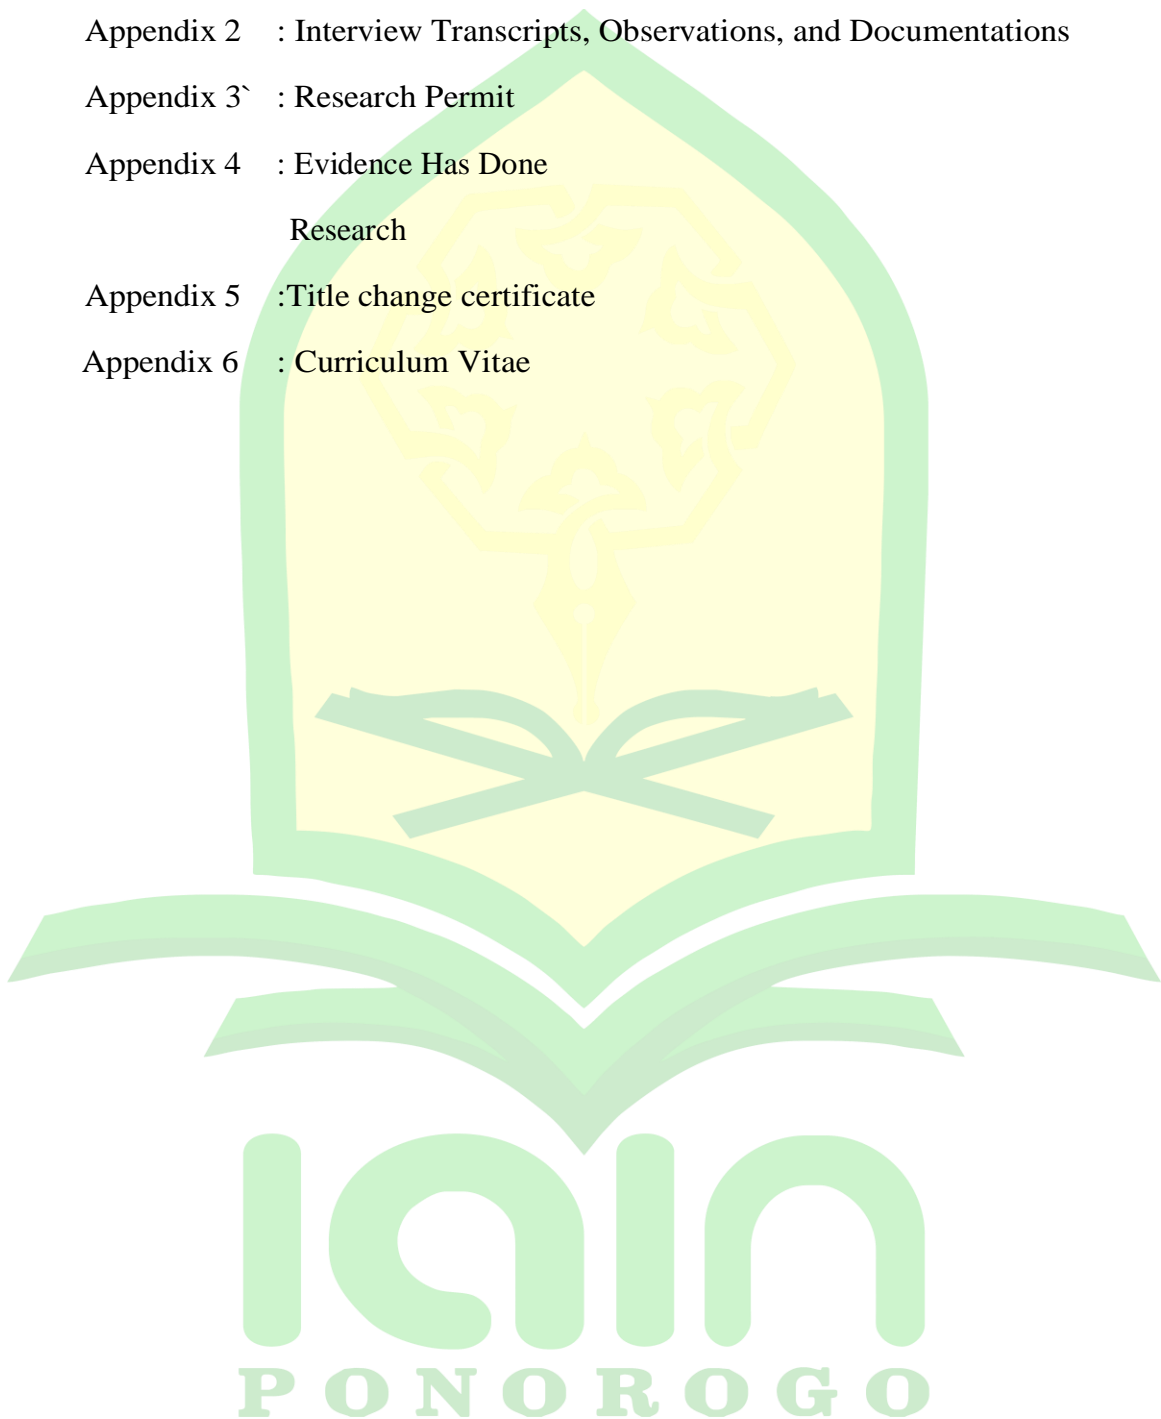 Appendix 2 : Interview Transcripts, Observations, and Documentations
Appendix 3` : Research Permit
Appendix 4 : Evidence Has Done
Research
Appendix 5 :Title change certificate
Appendix 6 : Curriculum Vitae
iain
PONOROGO